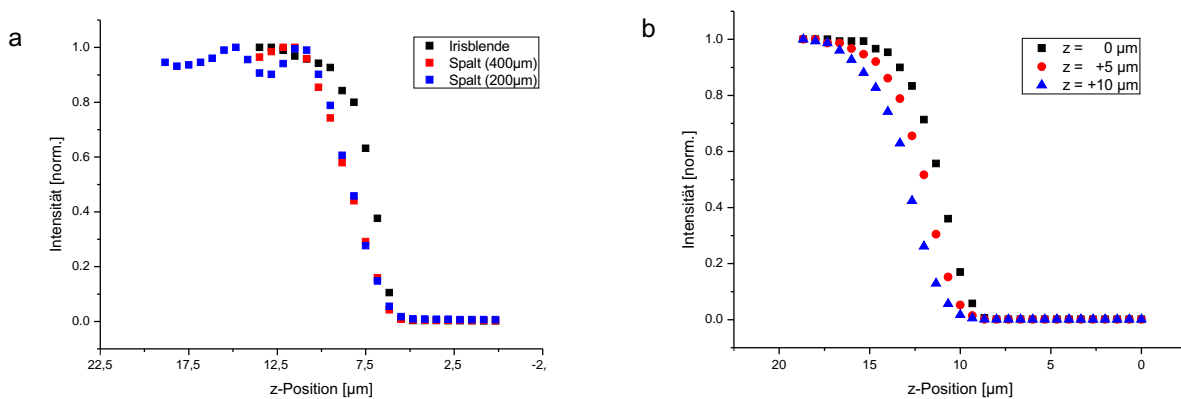 a
Intensität [norm.]
1.0
0.8
0.6
0.4
0.2
0.0
Irisblende
Spalt (400µm)
Spalt (200µm)
22,5 17,5 12,5 7,5 2,5 -2,
z-Position [µm]
b
Intensität [norm.]
1.0
0.8
0.6
0.4
0.2
0.0
z = 0 µm
z = +5 µm
z = +10 µm
20 15 10 5 0
z-Position [µm]